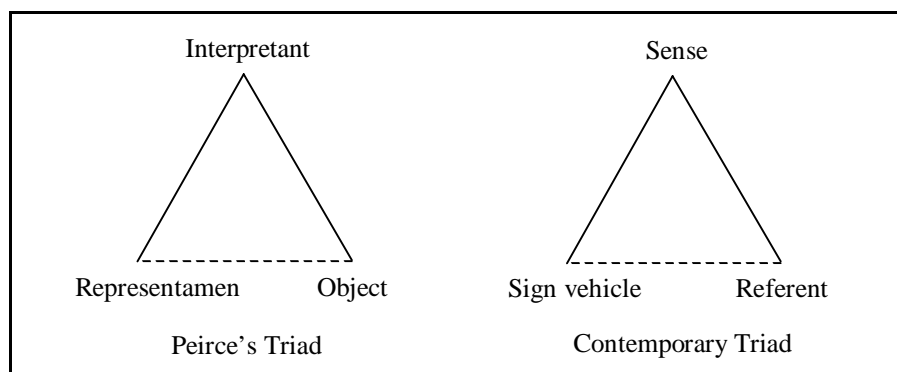 Interpretant
Representamen Object
Peirce’s Triad
Sense
Sign vehicle Referent
Contemporary Triad